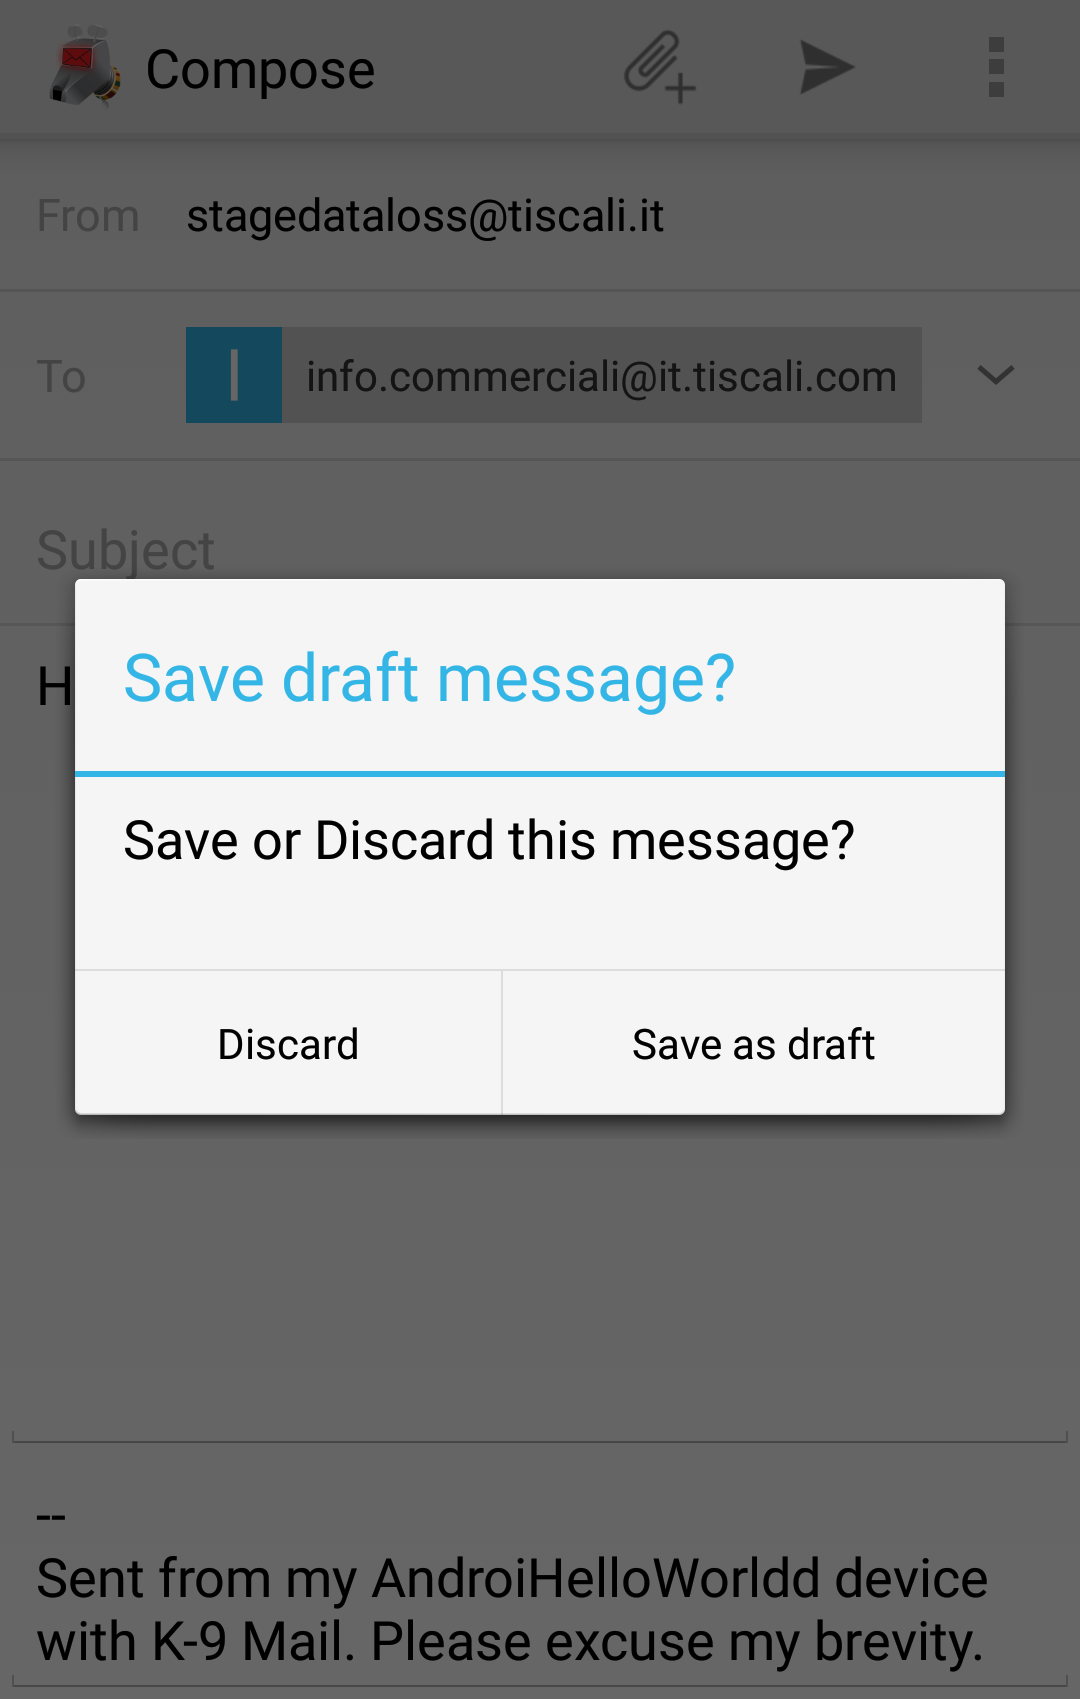 Compose
From stagedataloss@tiscali.it
To I info.commerciali@it.tiscali.com
Subject
H
Save draft message?
Save or Discard this message?
Discard Save as draft
--
Sent from my AndroiHelloWorldd device
with K-9 Mail. Please excuse my brevity.